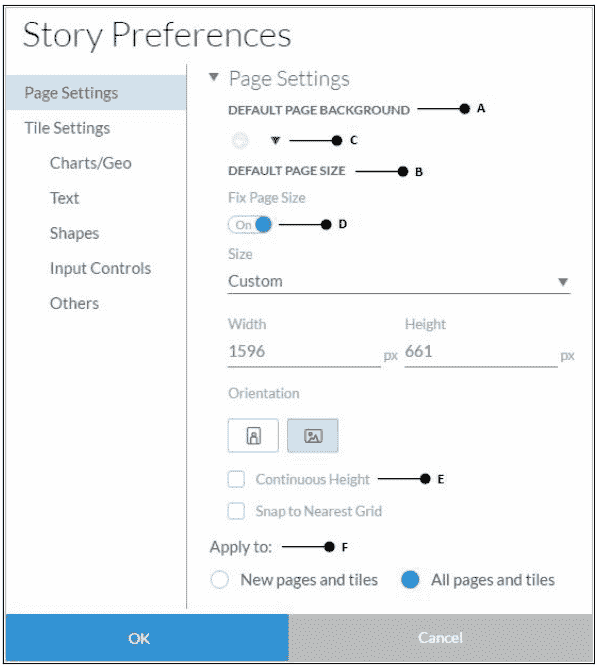 Story Preferences
Page Settings
Tile Settings
Charts/Geo
Text
Shapes
Input Controls
Others
Page Settings
DEFAULT PAGE BACKGROUND A
C
DEFAULT PAGE SIZE B
Fix Page Size
On D
Size
Custom
Width Height
1596 px 661 px
Orientation
Continuous Height E
Snap to Nearest Grid
Apply to: F
New pages and tiles All pages and tiles
OK Cancel